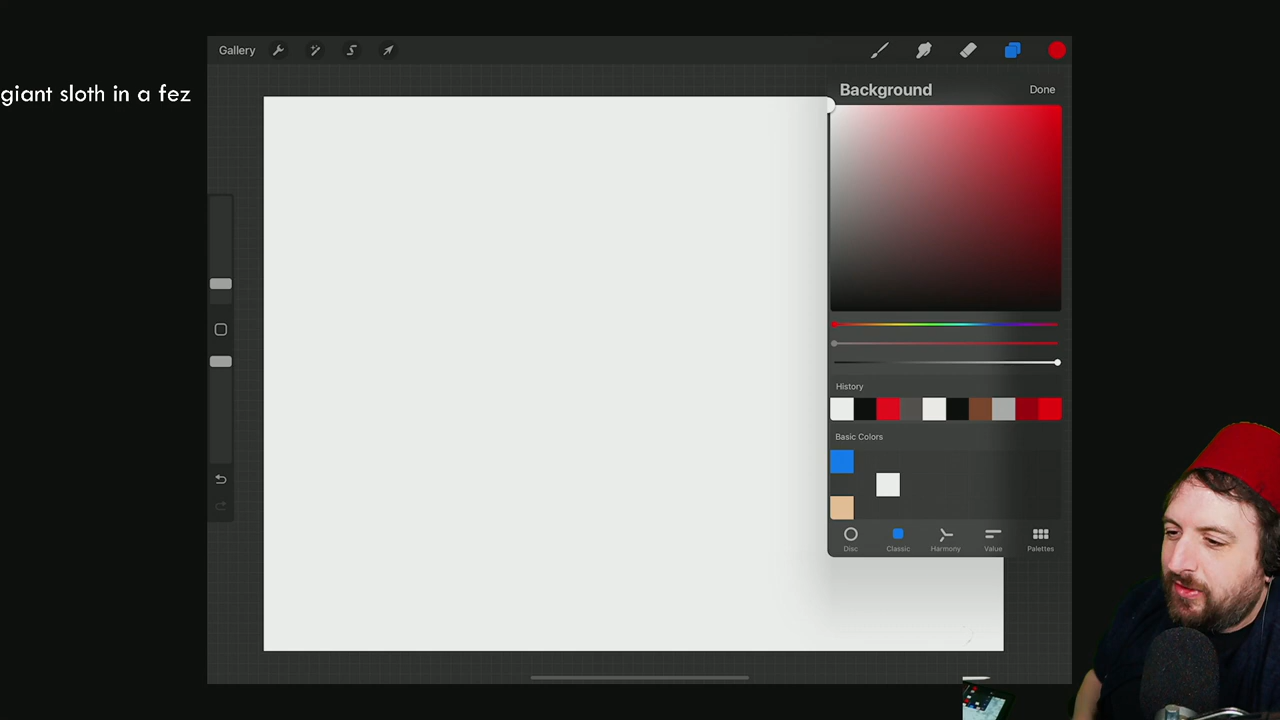 Gallery
giant sloth in a fez
Background
Done
History
Basic Colors
Disc
Classic
Harmony
Value
Palettes